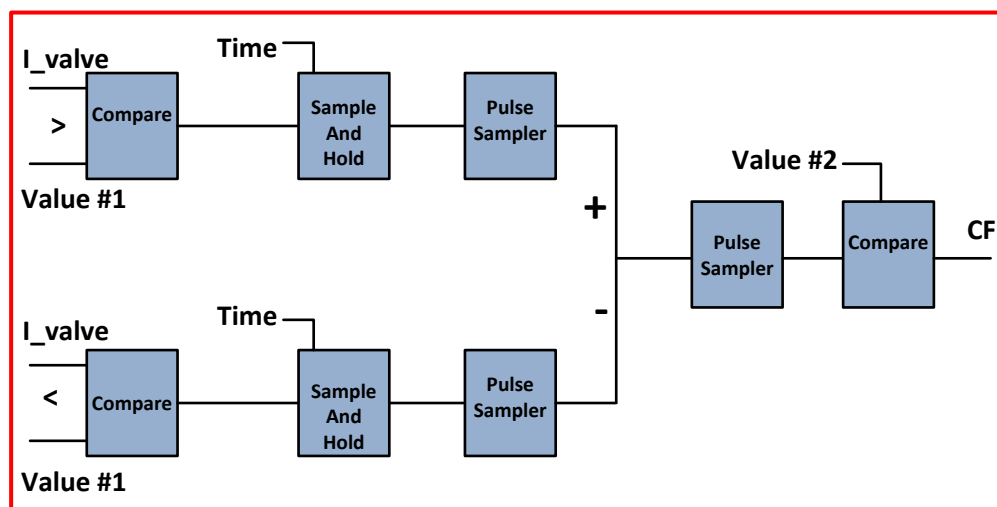 I_valve
>
Value #1
Compare
Time
Sample
And
Hold
Pulse
Sampler
+
-
Pulse
Sampler
Value #2
Compare
CF
I_valve
<
Value #1
Compare
Time
Sample
And
Hold
Pulse
Sampler